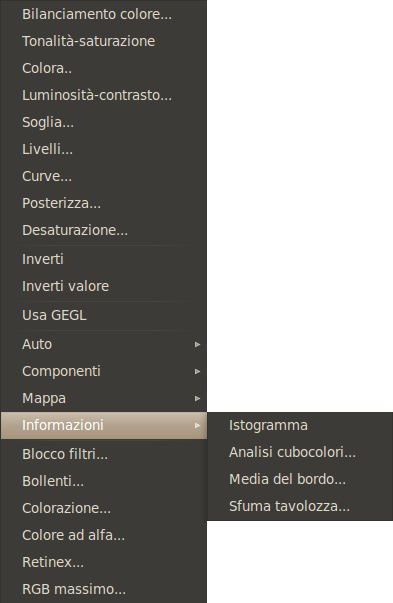 Bilanciamento colore...
Tonalità-saturazione
Colora..
Luminosità-contrasto...
Soglia...
Livelli...
Curve...
Posterizza...
Desaturazione...
Inverti
Inverti valore
Usa GEGL
Auto
Componenti
Mappa
Informazioni
Istogramma
Analisi cubocolori...
Media del bordo...
Sfuma tavolozza...
Blocco filtri...
Bollenti...
Colorazione...
Colore ad alfa...
Retinex...
RGB massimo...